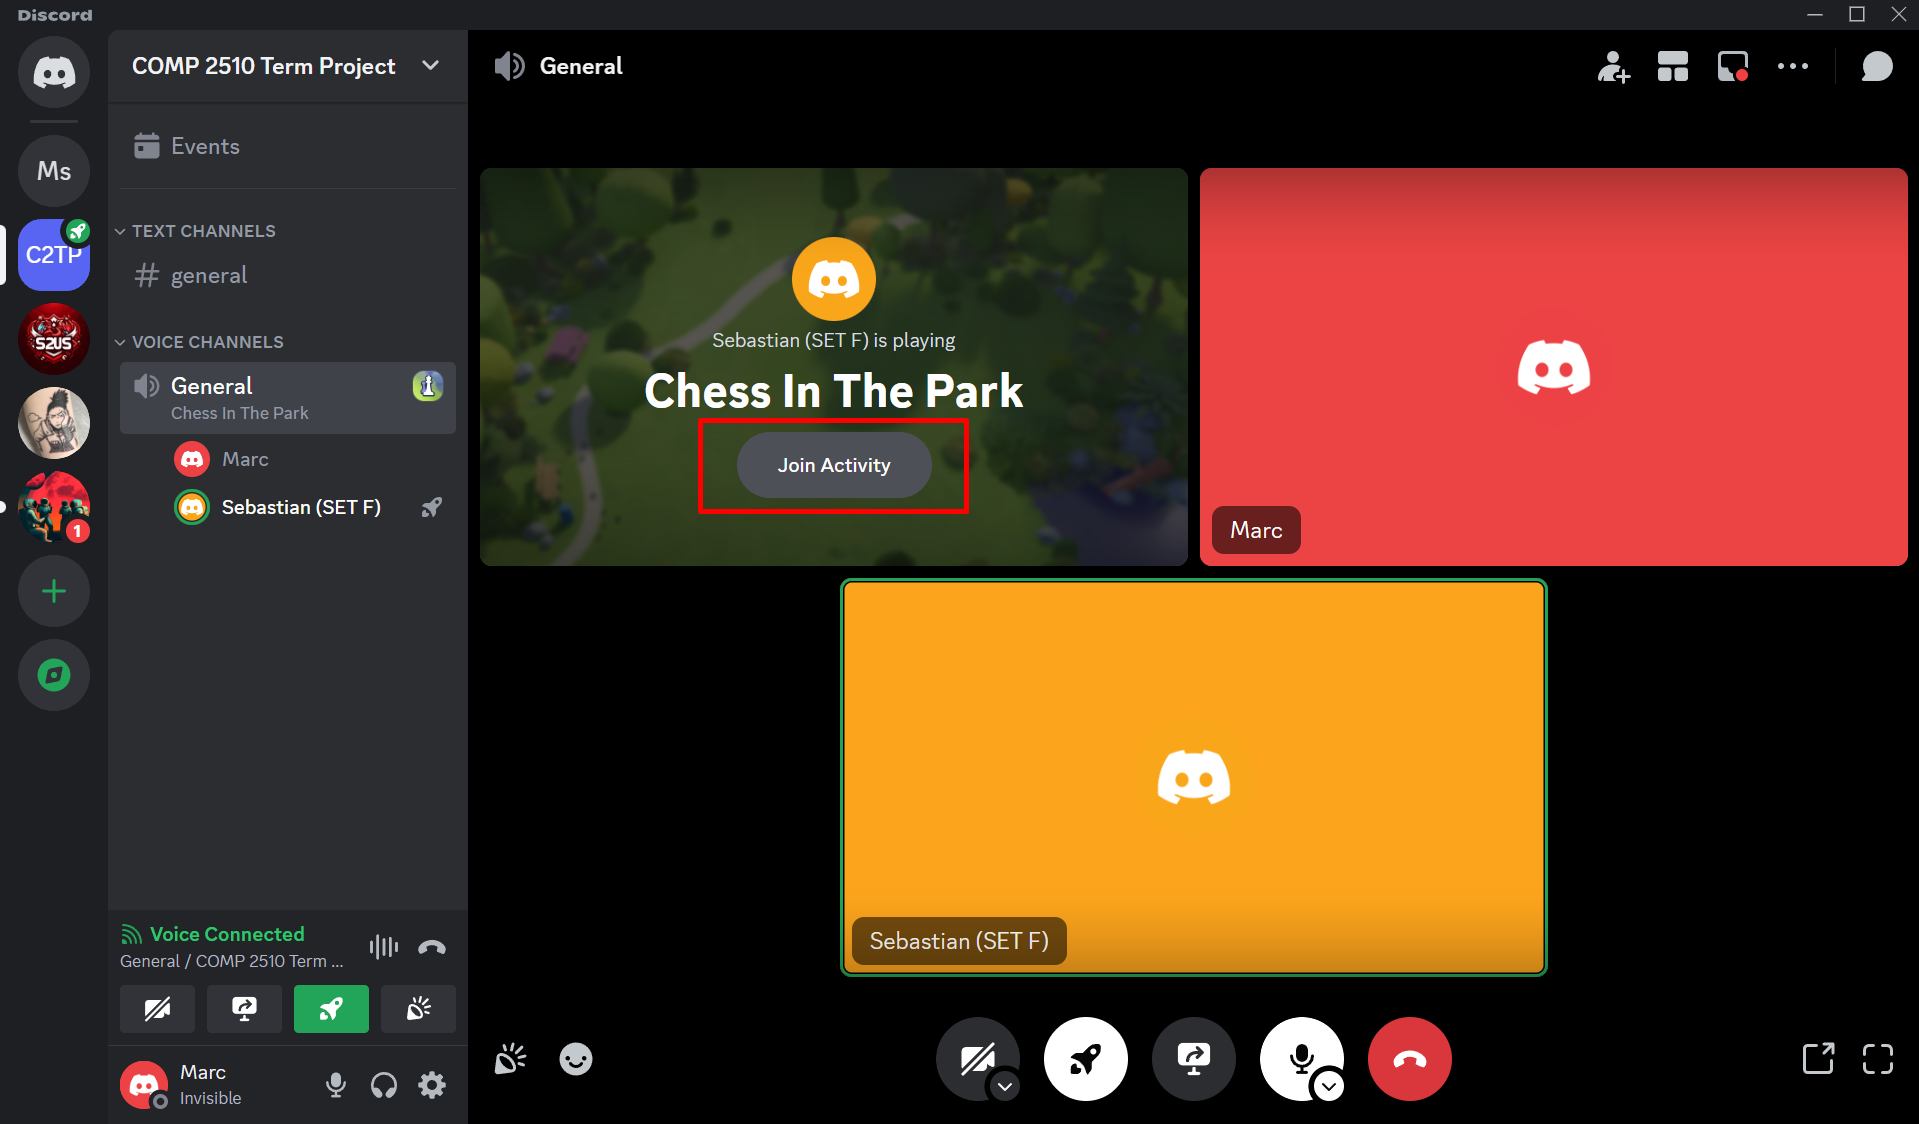 Discord
COMP 2510 Term Project
General
Events
Ms
C2TP
TEXT CHANNELS
general
S2US
VOICE CHANNELS
General
Chess In The Park
Marc
Sebastian (SET F)
1
Sebastian (SET F) is playing
Chess In The Park
Join Activity
Marc
Sebastian (SET F)
Voice Connected
General / COMP 2510 Term ...
Marc
Invisible